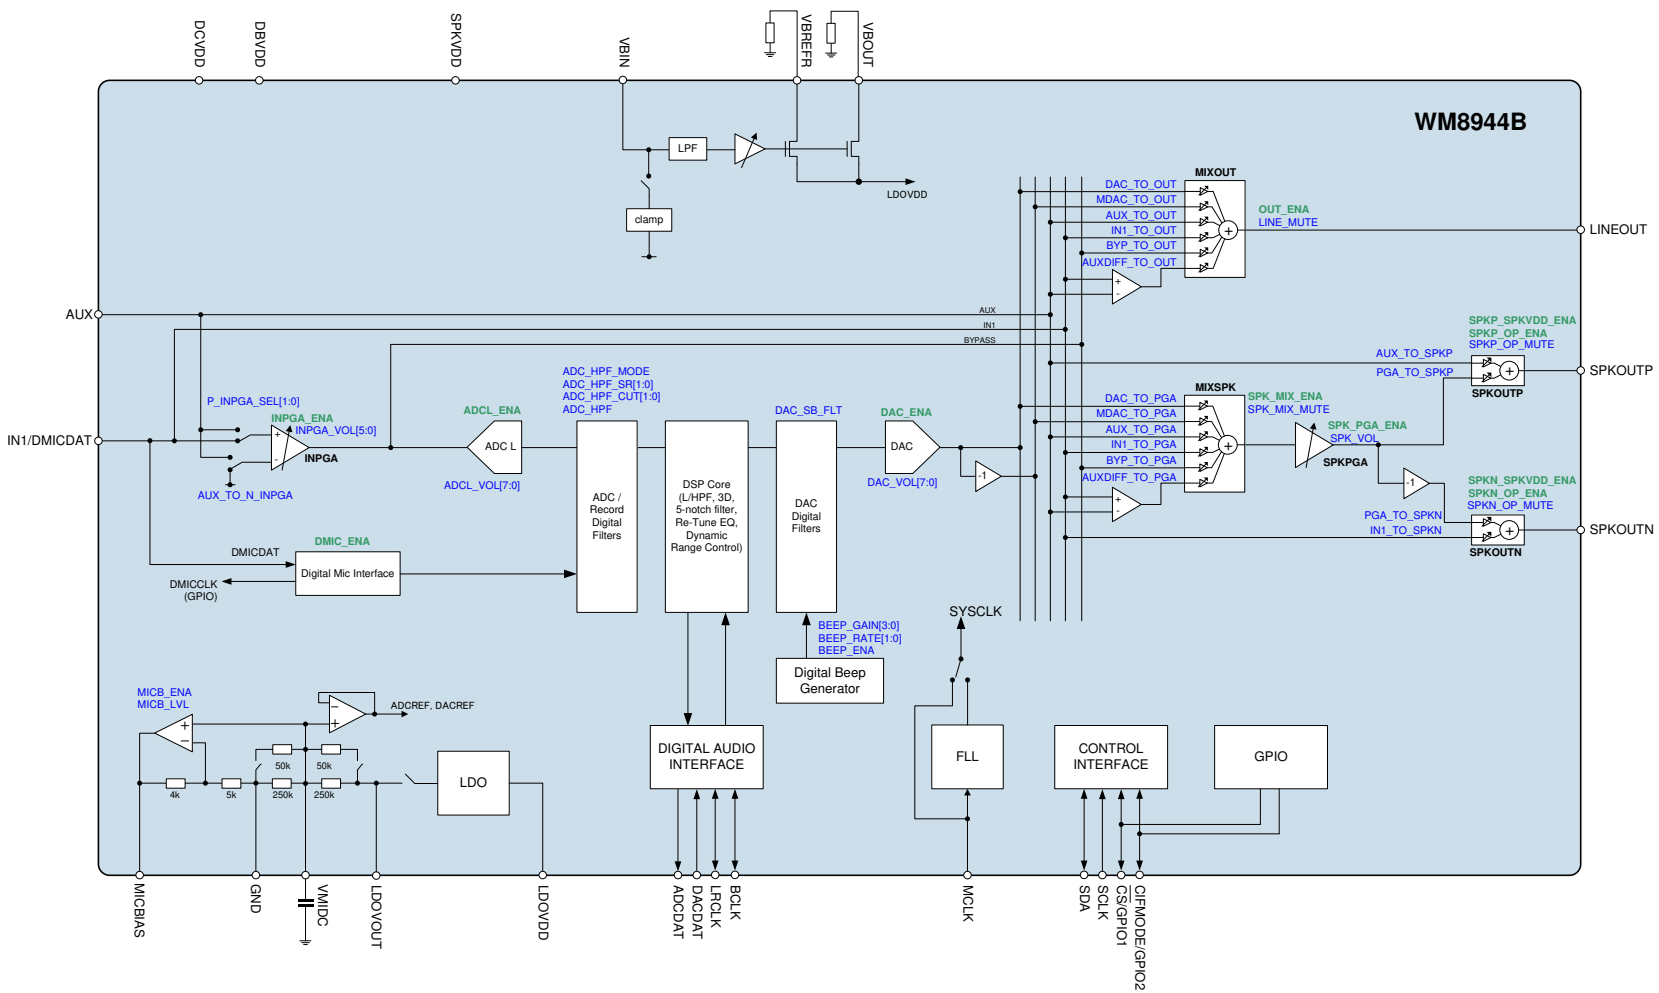 DCVDD
DBVDD
SPKVDD
VBIN
VBREFR
VBOUT
WM8944B
LPF
LDOVDD
clamp
MIXOUT
DAC_TO_OUT
MDAC_TO_OUT
AUX_TO_OUT
IN1_TO_OUT
BYP_TO_OUT
AUXDIFF_TO_OUT
+
+
-
OUT_ENA
LINE_MUTE
LINEOUT
AUX
AUX
IN1
BYPASS
SPKP_SPKVDD_ENA
SPKP_OP_ENA
SPKP_OP_MUTE
AUX_TO_SPKP
PGA_TO_SPKP
+
SPKOUTP
SPKOUTP
P_INPGA_SEL[1:0]
INPGA_ENA
INPGA_VOL[5:0]
IN1/DMICDAT
+
-
INPGA
AUX_TO_N_INPGA
ADCL_ENA
ADC L
ADCL_VOL[7:0]
ADC_HPF_MODE
ADC_HPF_SR[1:0]
ADC_HPF_CUT[1:0]
ADC_HPF
ADC /
Record
Digital
Filters
DSP Core
(L/HPF, 3D,
5-notch filter,
Re-Tune EQ,
Dynamic
Range Control)
DAC_SB_FLT
DAC
Digital
Filters
DAC_ENA
DAC
DAC_VOL[7:0]
-1
MIXSPK
DAC_TO_PGA
MDAC_TO_PGA
AUX_TO_PGA
IN1_TO_PGA
BYP_TO_PGA
AUXDIFF_TO_PGA
+
+
-
SPK_MIX_ENA
SPK_MIX_MUTE
SPK_PGA_ENA
SPK_VOL
SPKPGA
-1
SPKN_SPKVDD_ENA
SPKN_OP_ENA
SPKN_OP_MUTE
PGA_TO_SPKN
IN1_TO_SPKN
+
SPKOUTN
SPKOUTN
DMIC_ENA
DMICDAT
Digital Mic Interface
DMICCLK
(GPIO)
BEEP_GAIN[3:0]
BEEP_RATE[1:0]
BEEP_ENA
Digital Beep
Generator
SYSCLK
MICB_ENA
MICB_LVL
+
−
−
+
ADCREF, DACREF
50k
50k
4k
5k
250k
250k
LDO
DIGITAL AUDIO
INTERFACE
FLL
CONTROL
INTERFACE
GPIO
MICBIAS
GND
VMIDC
LDOVOUT
LDOVDD
ADCDAT
DACDAT
LRCLK
BCLK
MCLK
SDA
SCLK
CS/GPIO1
CIFMODE/GPIO2